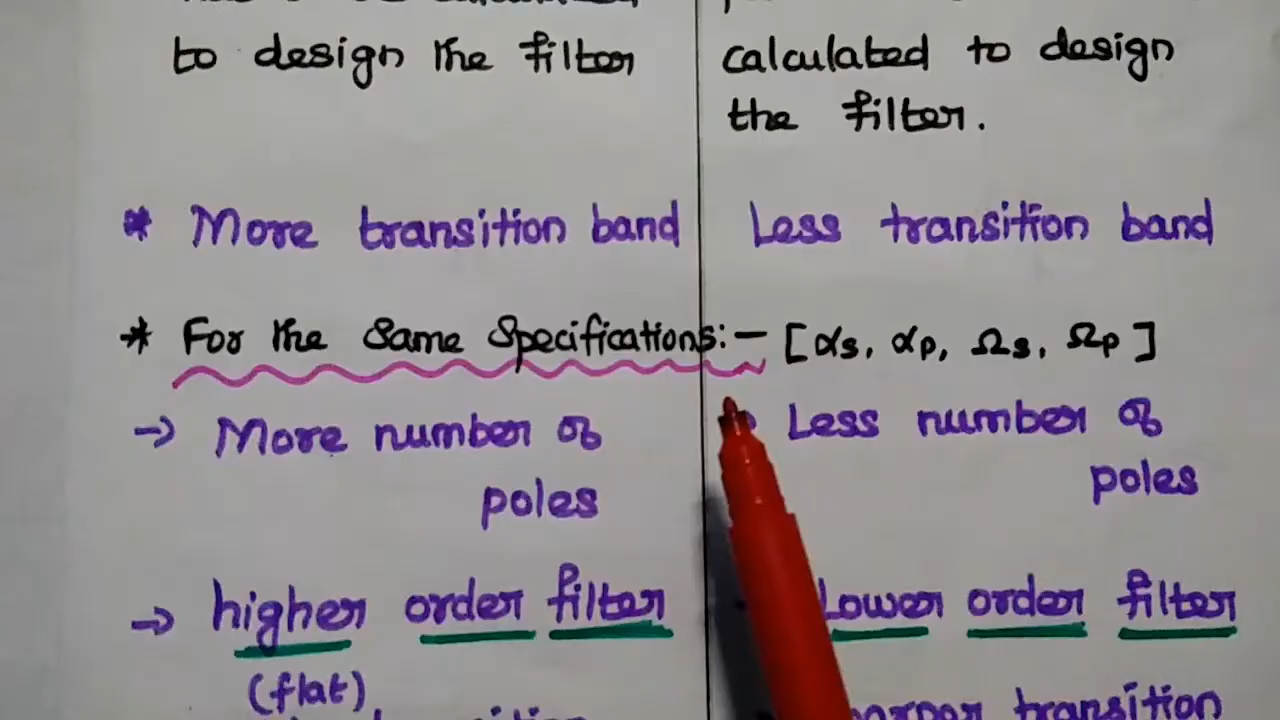 to design the filter
calculated to design
the filter.
* More transition band
Less transition band
* For the same specifications:- [αs, αp, Ωs, Ωp]
→ More number of
poles
Less number of
poles
→ higher order filter
(flat)
Lower order filter
transition